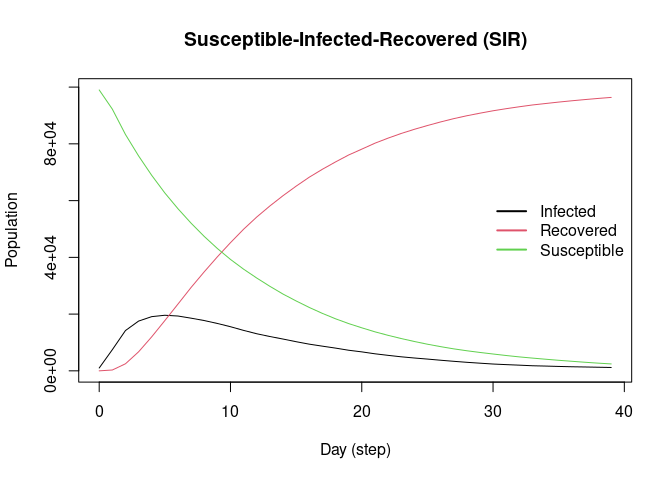 Susceptible-Infected-Recovered (SIR)
Population
8e+04
4e+04
0e+00
Infected
Recovered
Susceptible
0 10 20 30 40
Day (step)